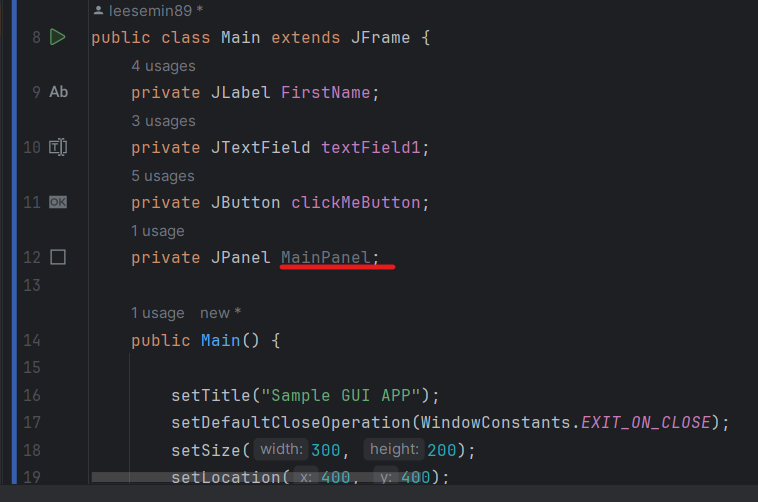 leesemin89 *
8 public class Main extends JFrame {
4 usages
9 Ab private JLabel FirstName;
3 usages
10 T private JTextField textField1;
5 usages
11 OK private JButton clickMeButton;
1 usage
12 private JPanel MainPanel;
13
1 usage new *
14 public Main() {
15
16 setTitle("Sample GUI APP");
17 setDefaultCloseOperation(WindowConstants.EXIT_ON_CLOSE);
18 setSize( width: 300, height: 200);
19 setLocation( x: 400, y: 400);